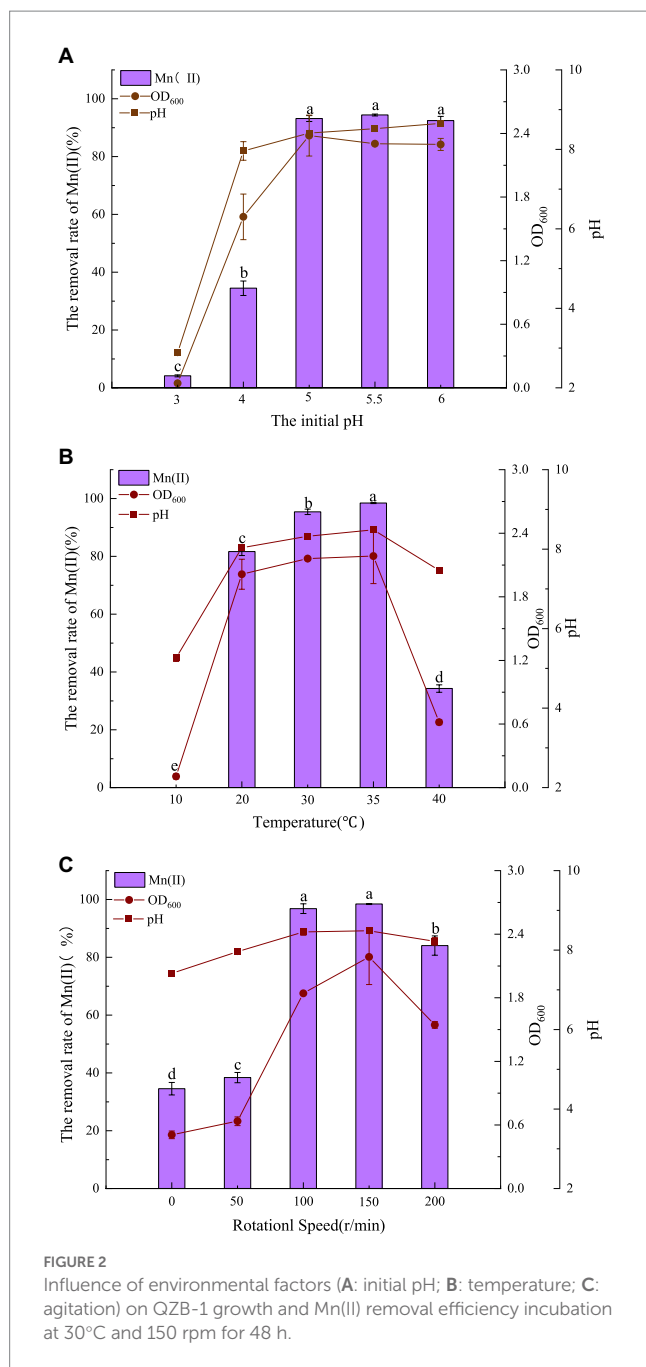 A
Mn( II)
OD600
pH
The removal rate of Mn(II)(%)
100
80
60
40
20
0
c
b
a
a
a
3
4
5
5.5
6
The initial pH
3.0
2.4
1.8
1.2
0.6
0.0
OD600
10
8
6
4
2
pH
B
Mn(II)
OD600
pH
The removal rate of Mn(II)(%)
100
80
60
40
20
0
e
c
b
a
d
10
20
30
35
40
Temperature(℃)
3.0
2.4
1.8
1.2
0.6
0.0
OD600
10
8
6
4
2
pH
C
Mn(II)
OD600
pH
The removal rate of Mn(II)( %)
100
80
60
40
20
0
d
c
a
a
b
0
50
100
150
200
Rotationl Speed(r/min)
3.0
2.4
1.8
1.2
0.6
0.0
OD600
10
8
6
4
2
pH
FIGURE 2
Influence of environmental factors (A: initial pH; B: temperature; C:
agitation) on QZB-1 growth and Mn(II) removal efficiency incubation
at 30°C and 150 rpm for 48 h.